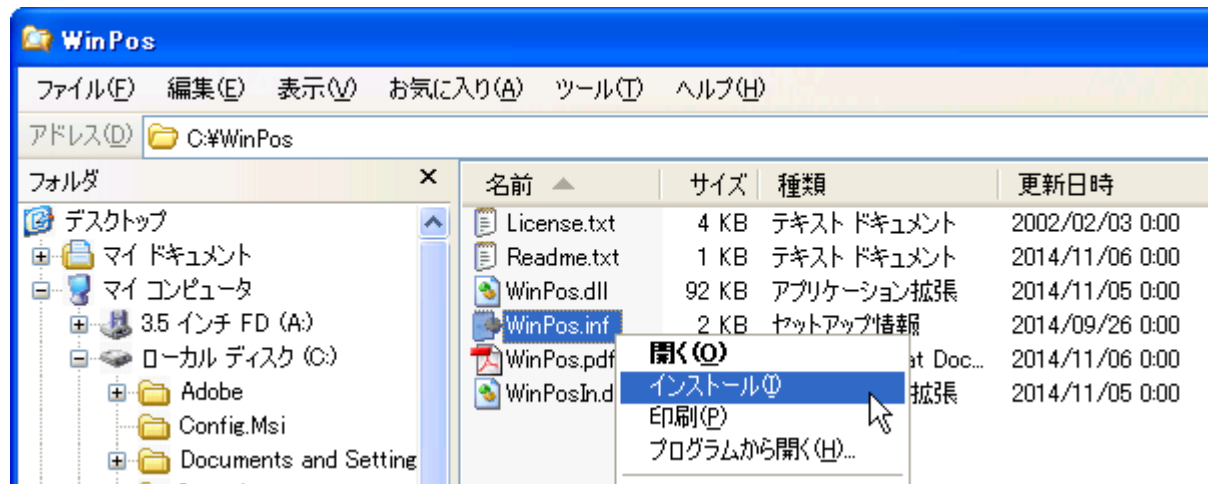 WinPos
ファイル(F) 編集(E) 表示(V) お気に入り(A) ツール(T) ヘルプ(H)
アドレス(D) C:¥WinPos
フォルダ ×
デスクトップ
マイ ドキュメント
マイ コンピュータ
3.5 インチ FD (A:)
ローカル ディスク (C:)
Adobe
Config.Msi
Documents and Setting
名前 サイズ 種類 更新日時
License.txt 4 KB テキスト ドキュメント 2002/02/03 0:00
Readme.txt 1 KB テキスト ドキュメント 2014/11/06 0:00
WinPos.dll 92 KB アプリケーション拡張 2014/11/05 0:00
WinPos.inf 2 KB セットアップ情報 2014/09/26 0:00
WinPos.pdf at Doc... 2014/11/06 0:00
WinPosIn.d 拡張 2014/11/05 0:00
開く(O)
インストール(I)
印刷(P)
プログラムから開く(H)...